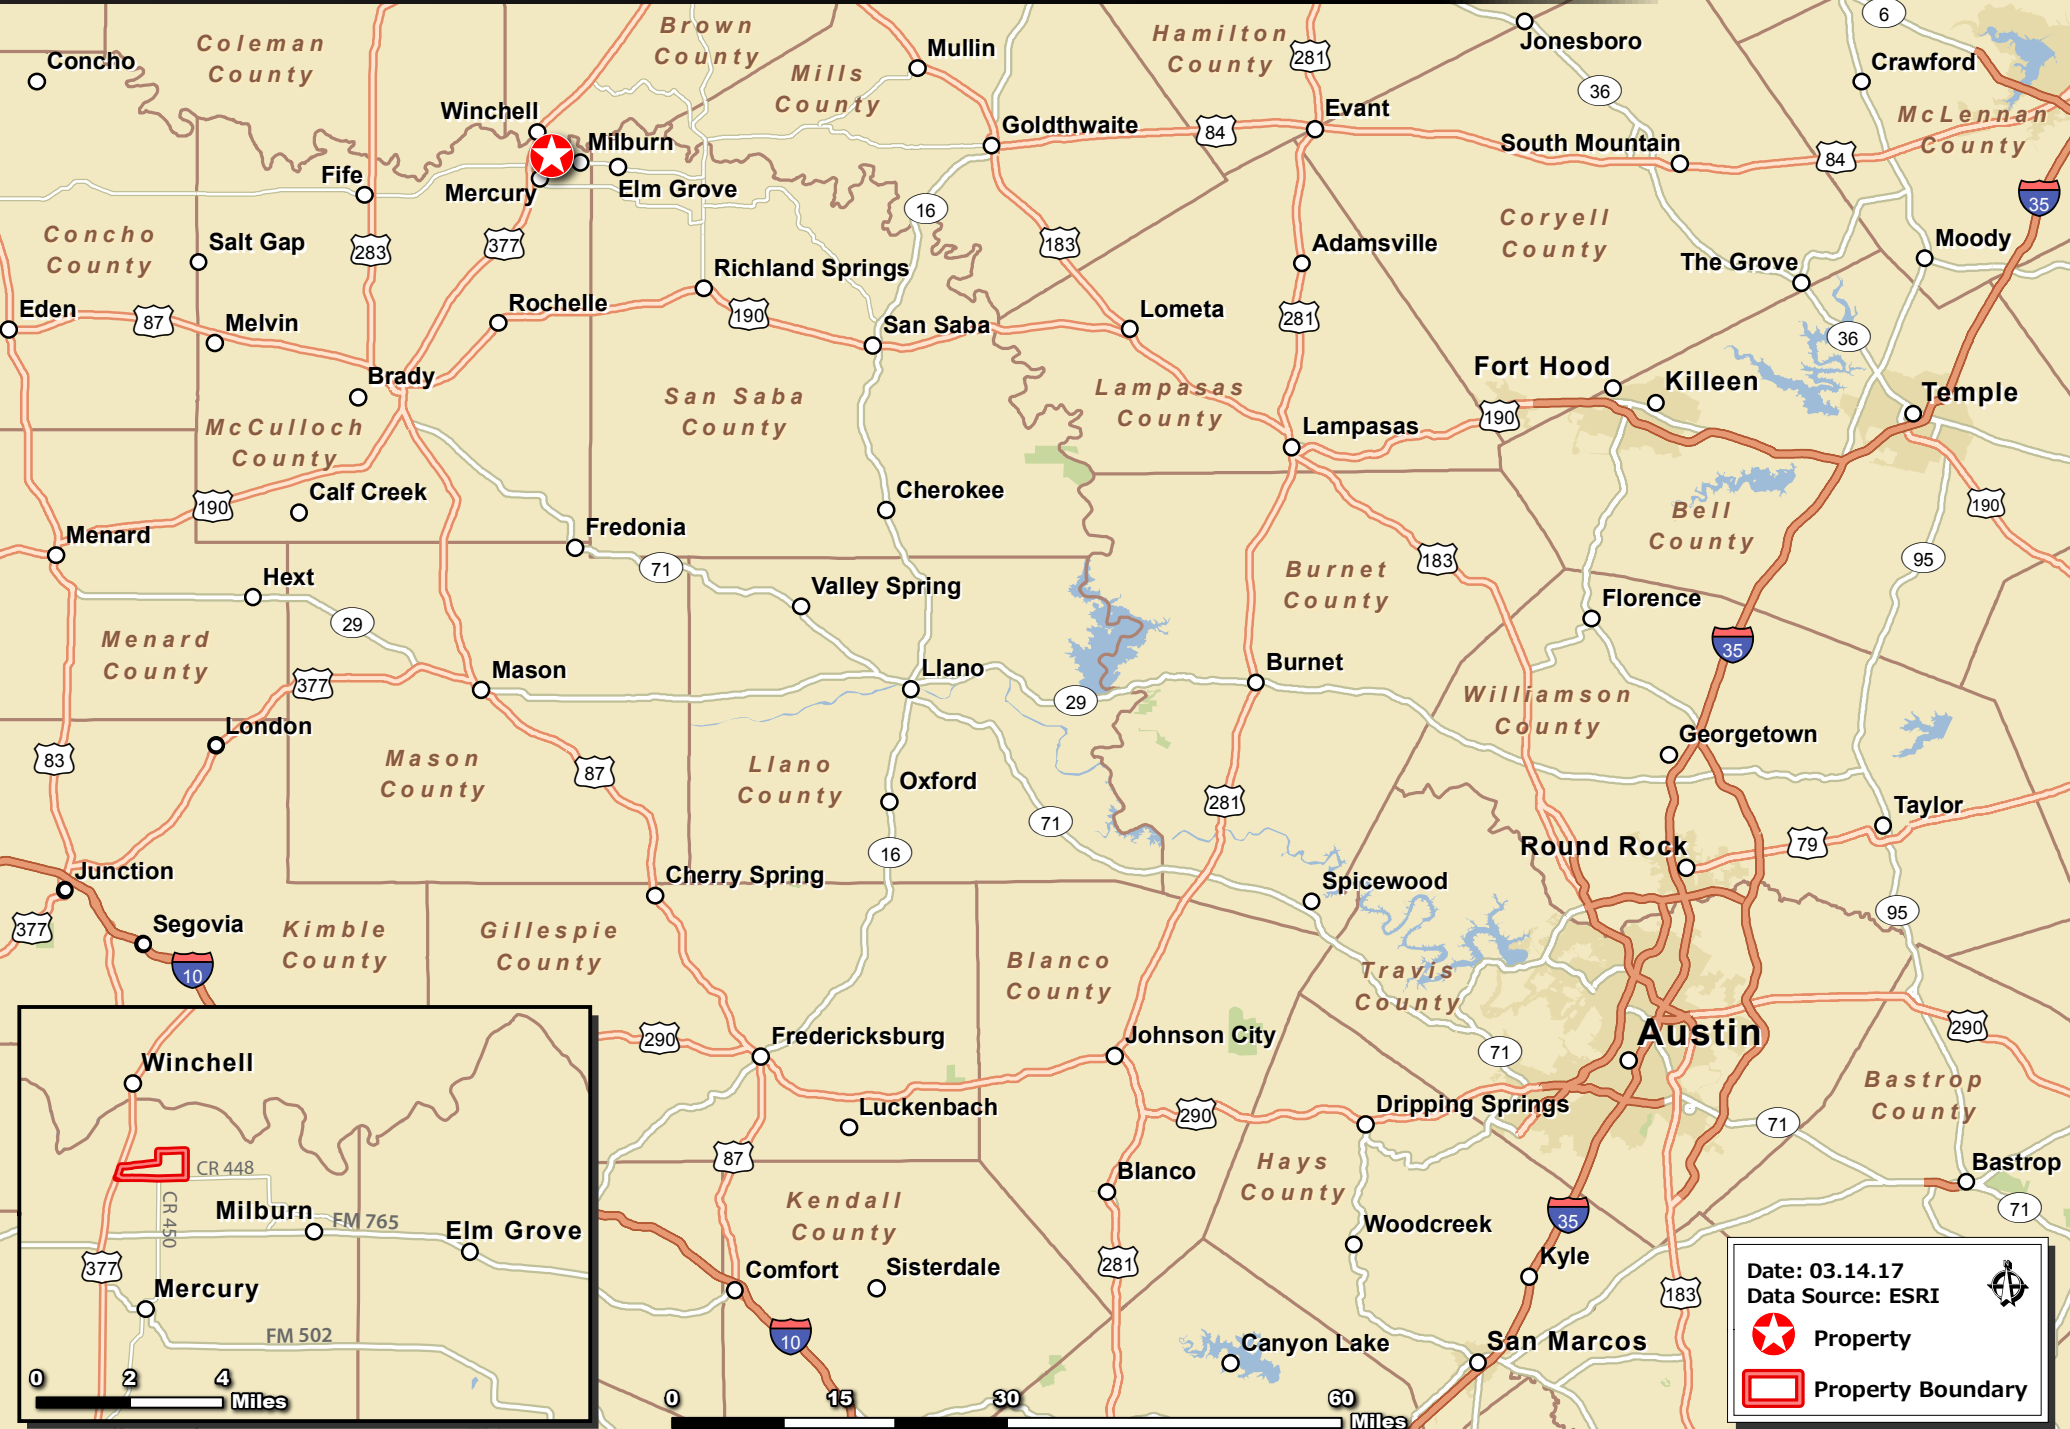 Coleman
County
Brown
County
Mills
County
Hamilton
County
281
Jonesboro
6
Concho
Mullin
Crawford
36
McLennan
County
Winchell
Milburn
Goldthwaite
84
Evant
South Mountain
84
Fife
Mercury
Elm Grove
16
35
Concho
County
Salt Gap
283
377
183
Adamsville
Coryell
County
The Grove
Moody
Richland Springs
Eden
87
Melvin
Rochelle
190
San Saba
Lometa
281
36
Brady
San Saba
County
Lampasas
County
Fort Hood
Killeen
Temple
McCulloch
County
Lampasas
190
190
Calf Creek
Cherokee
Bell
County
190
Menard
Fredonia
71
183
95
Hext
Valley Spring
Burnet
County
Florence
29
35
Menard
County
377
Mason
Llano
29
Burnet
Williamson
County
London
Georgetown
83
Mason
County
87
Llano
County
Oxford
281
71
Taylor
16
79
Round Rock
Junction
Cherry Spring
Spicewood
377
Segovia
Kimble
County
Gillespie
County
95
10
Blanco
County
Travis
County
290
Fredericksburg
Johnson City
71
Austin
290
Bastrop
County
Luckenbach
290
Dripping Springs
71
87
Blanco
Hays
County
Bastrop
71
Kendall
County
35
Woodcreek
Comfort
Sisterdale
281
Kyle
183
10
Canyon Lake
San Marcos
0
15
30
60
Miles
Winchell
CR 448
CR 450
Milburn
FM 765
Elm Grove
377
Mercury
FM 502
0
2
4
Miles
Date: 03.14.17
Data Source: ESRI
Property
Property Boundary